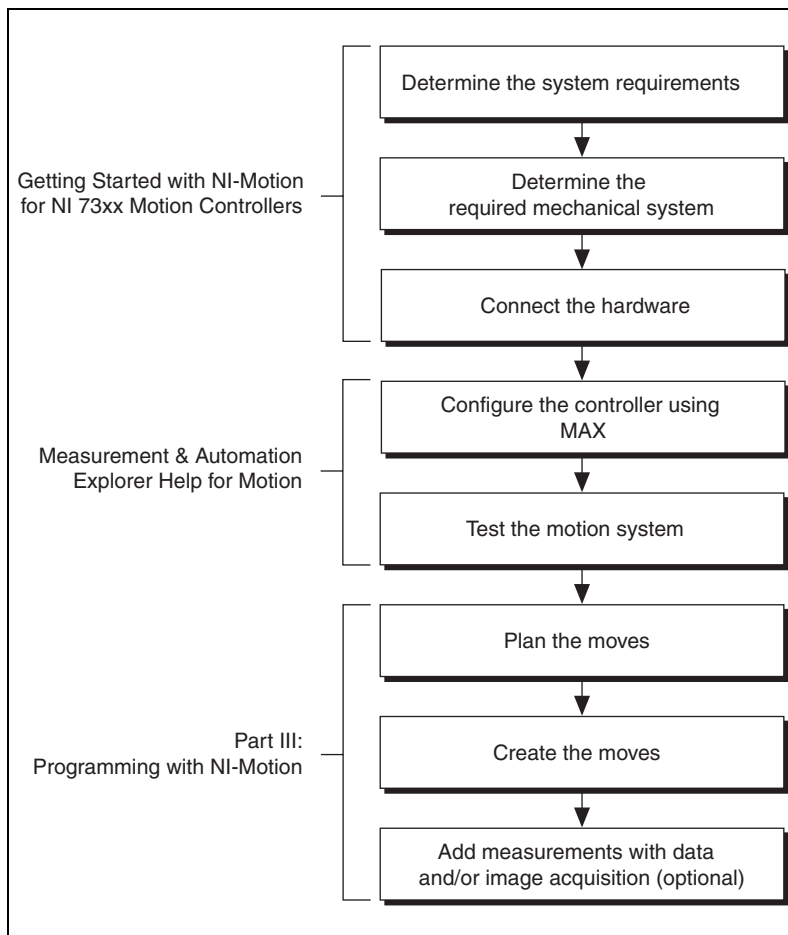 Determine the system requirements
Getting Started with NI-Motion
for NI 73xx Motion Controllers
Determine the
required mechanical system
Connect the hardware
Configure the controller using
MAX
Measurement & Automation
Explorer Help for Motion
Test the motion system
Plan the moves
Part III:
Programming with NI-Motion
Create the moves
Add measurements with data
and/or image acquisition (optional)